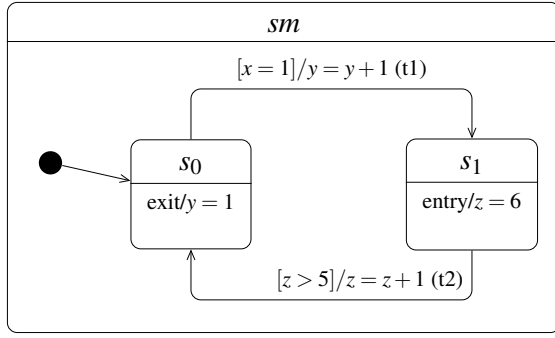 sm
[x = 1]/y = y + 1 (t1)
s₀
exit/y = 1
s₁
entry/z = 6
[z > 5]/z = z + 1 (t2)